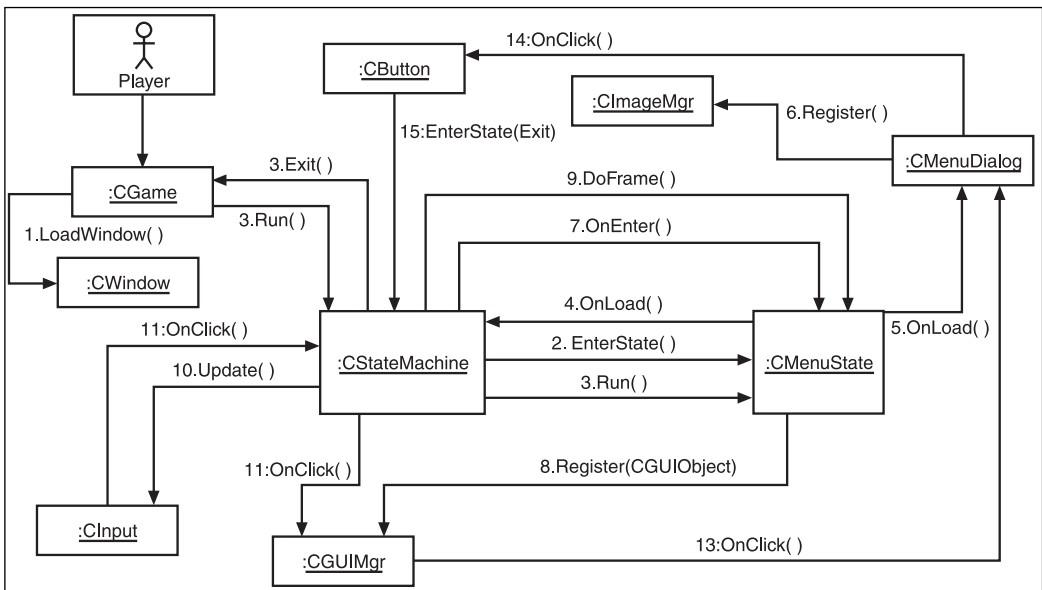 14:OnClick( )
:CButton
Player
:CImageMgr
6.Register( )
15:EnterState(Exit)
:CMenuDialog
3.Exit( )
9.DoFrame( )
:CGame
3.Run( )
7.OnEnter( )
1.LoadWindow( )
:CWindow
4.OnLoad( )
11:OnClick( )
5.OnLoad( )
2. EnterState( )
:CStateMachine
:CMenuState
10.Update( )
3.Run( )
11:OnClick( )
8.Register(CGUIObject)
:CInput
13:OnClick( )
:CGUIMgr